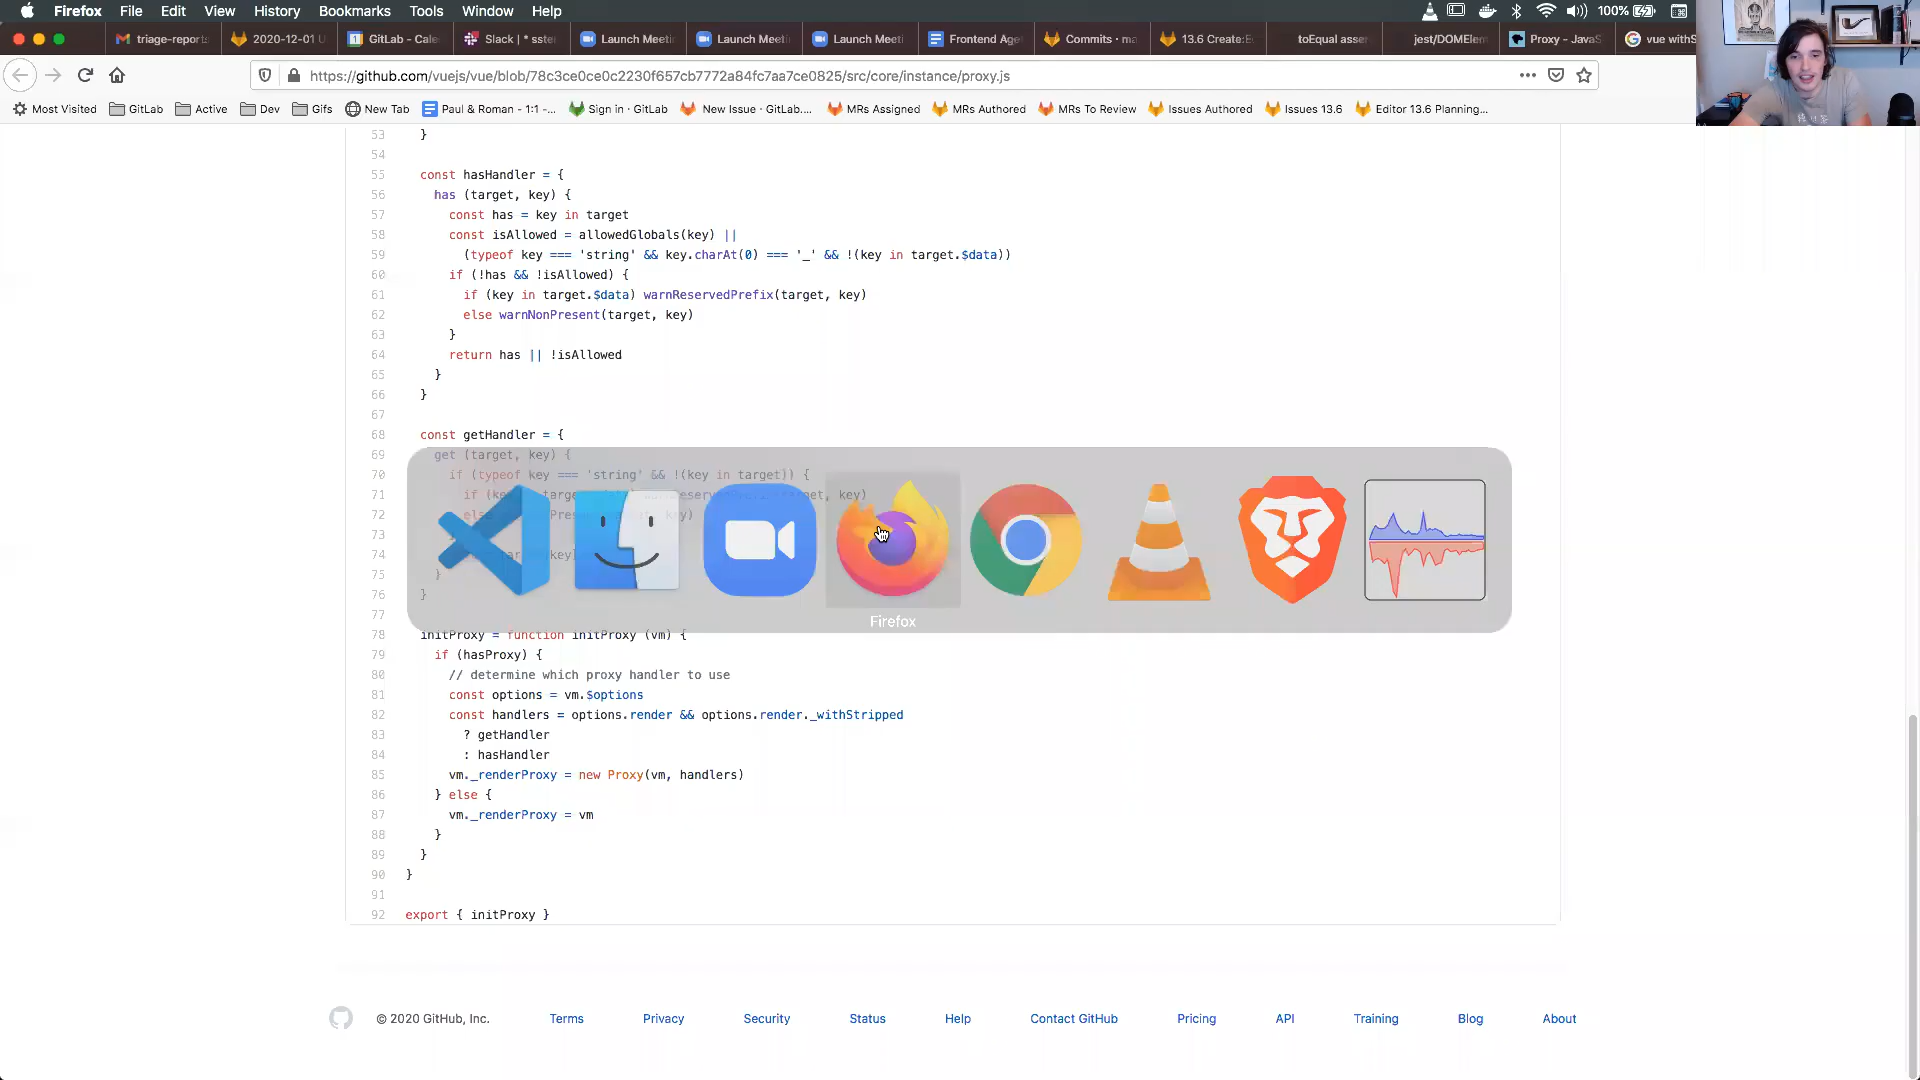 Firefox File Edit View History Bookmarks Tools Window Help 100%
triage-report 2020-12-01 U GitLab - Cale Slack | * sste Launch Meeti Launch Meeti Launch Meeti Frontend Age Commits · ma 13.6 Create:E toEqual asser jest/DOMElem Proxy - JavaS vue withS
https://github.com/vuejs/vue/blob/78c3ce0ce0c2230f657cb7772a84fc7aa7ce0825/src/core/instance/proxy.js
Most Visited GitLab Active Dev Gifs New Tab Paul & Roman - 1:1 -... Sign in · GitLab New Issue · GitLab.... MRs Assigned MRs Authored MRs To Review Issues Authored Issues 13.6 Editor 13.6 Planning...
53 }
54
55 const hasHandler = {
56 has (target, key) {
57 const has = key in target
58 const isAllowed = allowedGlobals(key) ||
59 (typeof key === 'string' && key.charAt(0) === '_' && !(key in target.$data))
60 if (!has && !isAllowed) {
61 if (key in target.$data) warnReservedPrefix(target, key)
62 else warnNonPresent(target, key)
63 }
64 return has || !isAllowed
65 }
66 }
67
68 const getHandler = {
69 get (target, key) {
70 if (typeof key === 'string' && !(key in target)) {
71 if (key
72
73
74
75 }
76 }
77
Firefox
78 initProxy = function initProxy (vm) {
79 if (hasProxy) {
80 // determine which proxy handler to use
81 const options = vm.$options
82 const handlers = options.render && options.render._withStripped
83 ? getHandler
84 : hasHandler
85 vm._renderProxy = new Proxy(vm, handlers)
86 } else {
87 vm._renderProxy = vm
88 }
89 }
90 }
91
92 export { initProxy }
© 2020 GitHub, Inc. Terms Privacy Security Status Help Contact GitHub Pricing API Training Blog About